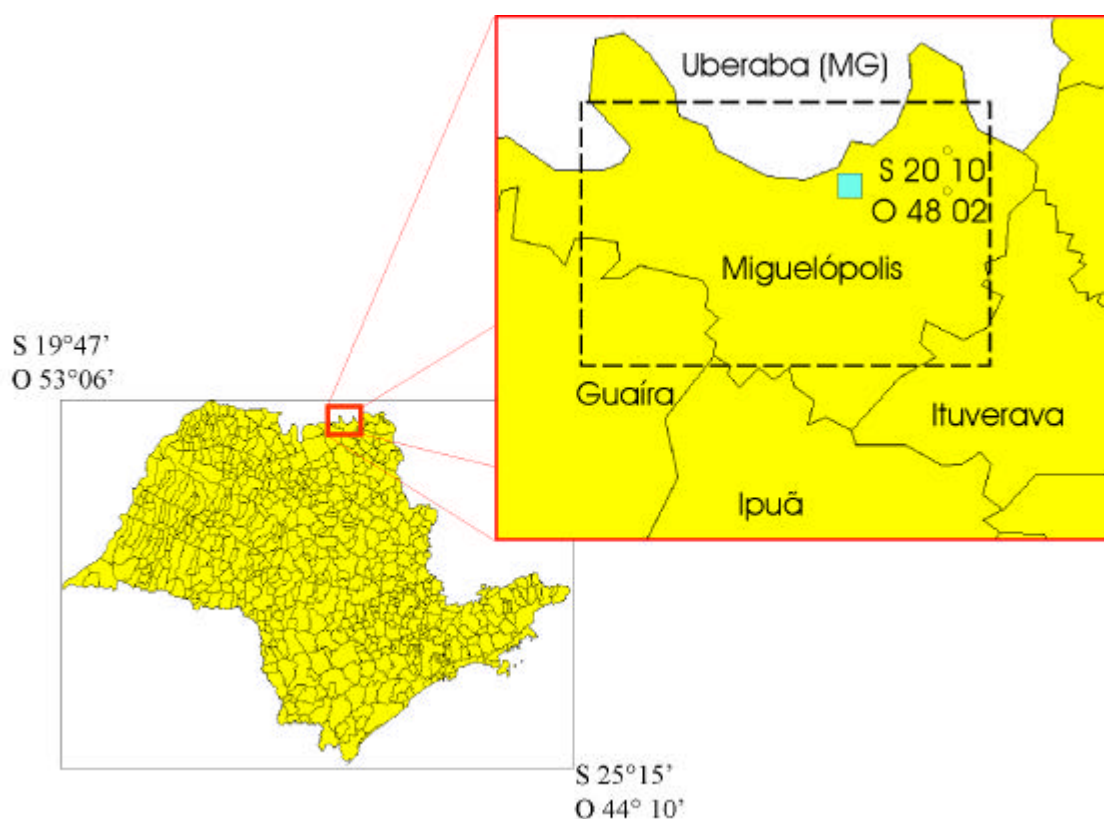 Uberaba (MG)
S 20°10
O 48°02
Miguelópolis
Guaíra
Ituverava
Ipuã
S 19°47’
O 53°06’
S 25°15’
O 44° 10’